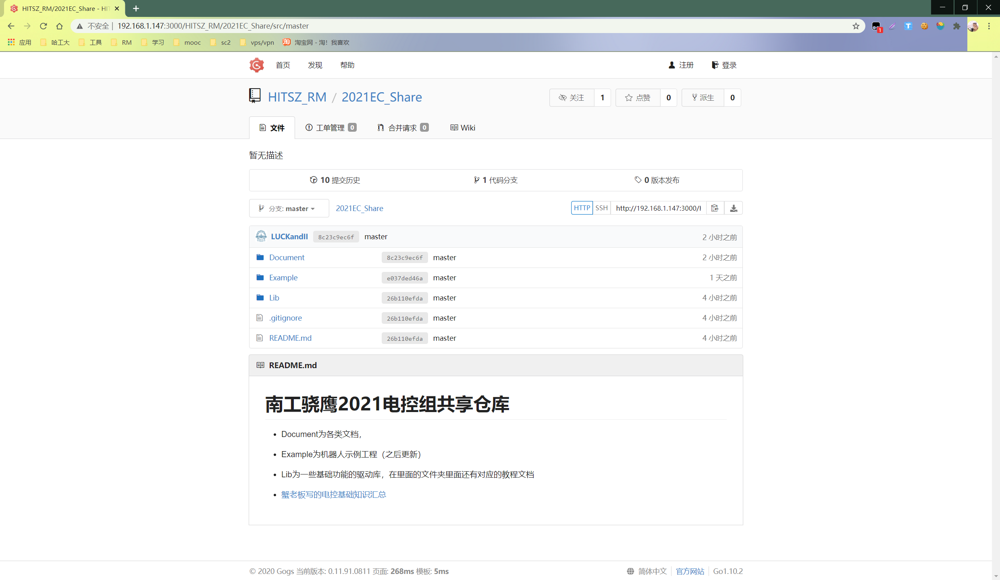 HITSZ_RM/2021EC_Share - HIT
不安全 | 192.168.1.147:3000/HITSZ_RM/2021EC_Share/src/master
1
应用 哈工大 工具 RM 学习 mooc sc2 vps/vpn 淘 淘宝网 - 淘！我喜欢
首页 发现 帮助 注册 登录
HITSZ_RM / 2021EC_Share 关注 1 点赞 0 派生 0
文件 工单管理 0 合并请求 0 Wiki
暂无描述
10 提交历史 1 代码分支 0 版本发布
分支: master 2021EC_Share HTTP SSH http://192.168.1.147:3000/H
LUCKandII 8c23c9ec6f master 2 小时之前
Document 8c23c9ec6f master 2 小时之前
Example e037ded46a master 1 天之前
Lib 26b110efda master 4 小时之前
.gitignore 26b110efda master 4 小时之前
README.md 26b110efda master 4 小时之前
README.md
南工骁鹰2021电控组共享仓库
• Document为各类文档，
• Example为机器人示例工程（之后更新）
• Lib为一些基础功能的驱动库，在里面的文件夹里面还有对应的教程文档
• 蟹老板写的电控基础知识汇总
© 2020 Gogs 当前版本: 0.11.91.0811 页面: 268ms 模板: 5ms 简体中文 官方网站 Go1.10.2